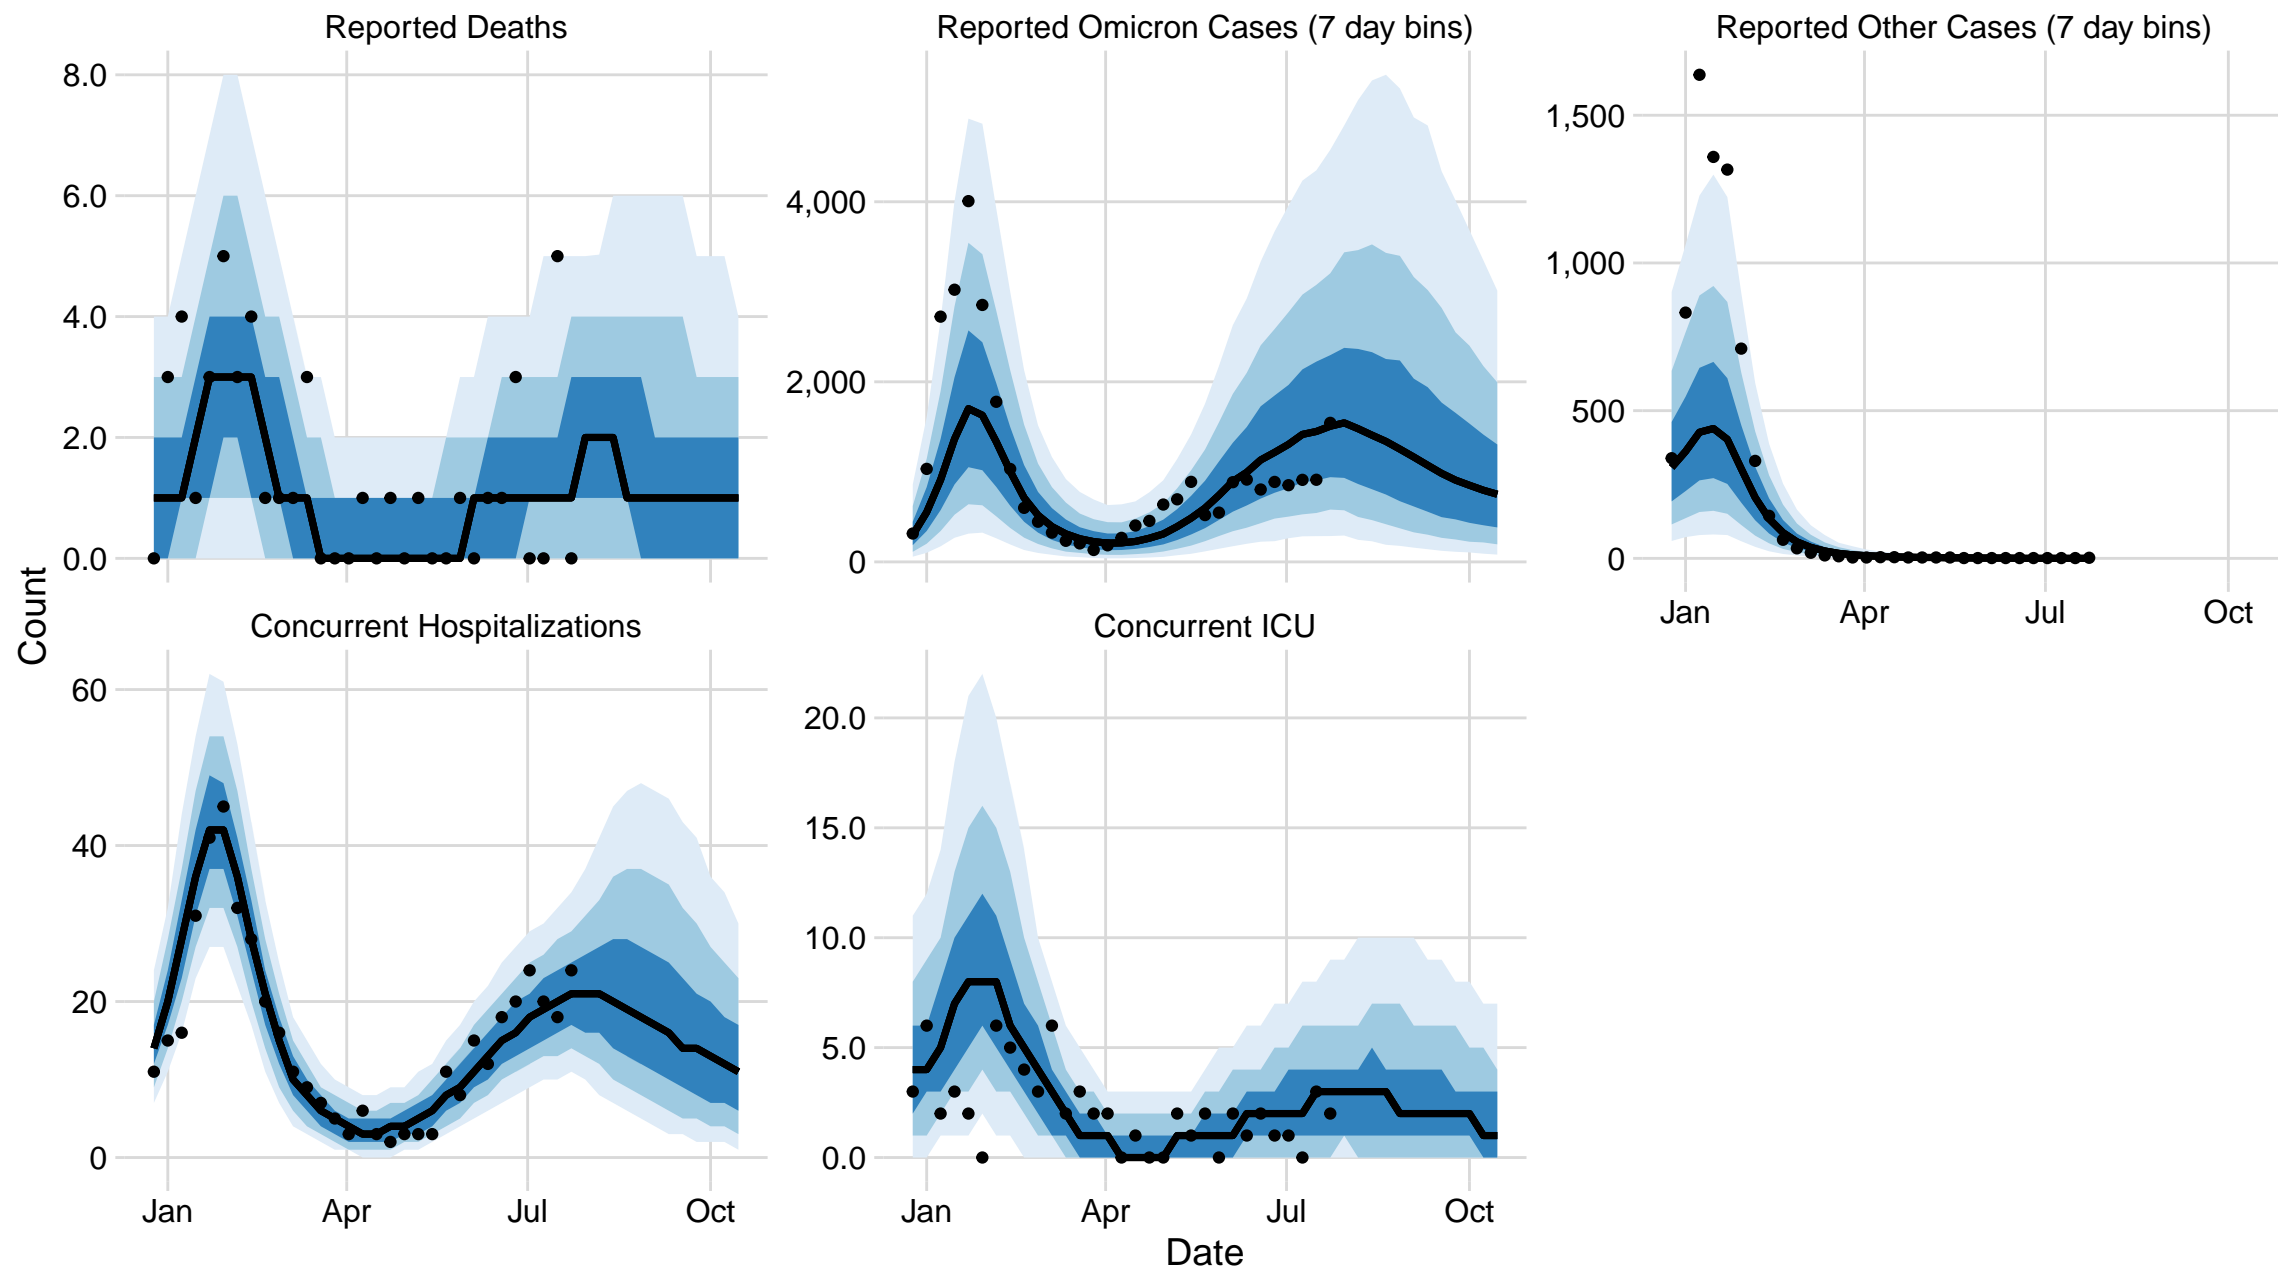 Reported Deaths
Reported Omicron Cases (7 day bins)
Reported Other Cases (7 day bins)
8.0
6.0
4.0
2.0
0.0
4,000
2,000
0
1,500
1,000
500
0
Jan
Apr
Jul
Oct
Count
Concurrent Hospitalizations
Concurrent ICU
60
40
20
0
20.0
15.0
10.0
5.0
0.0
Jan
Apr
Jul
Oct
Jan
Apr
Jul
Oct
Date